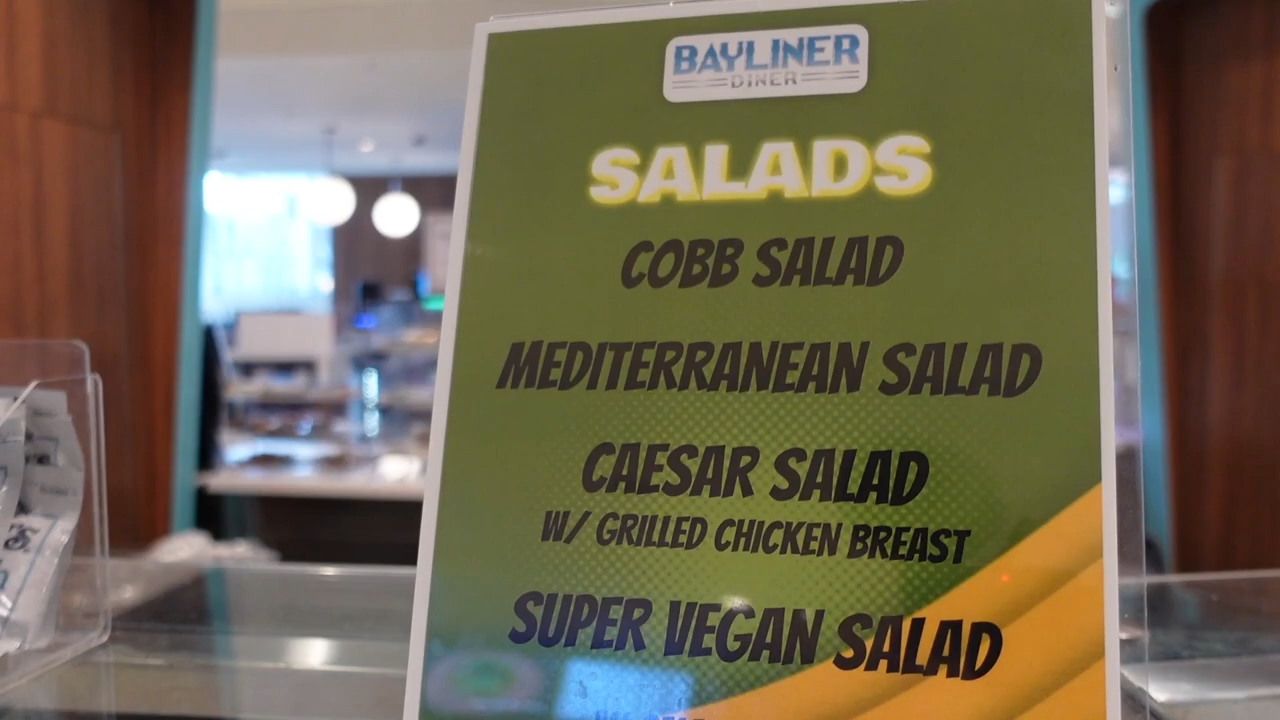 BAYLINER
DINER
SALADS
COBB SALAD
MEDITERRANEAN SALAD
CAESAR SALAD
W/ GRILLED CHICKEN BREAST
SUPER VEGAN SALAD